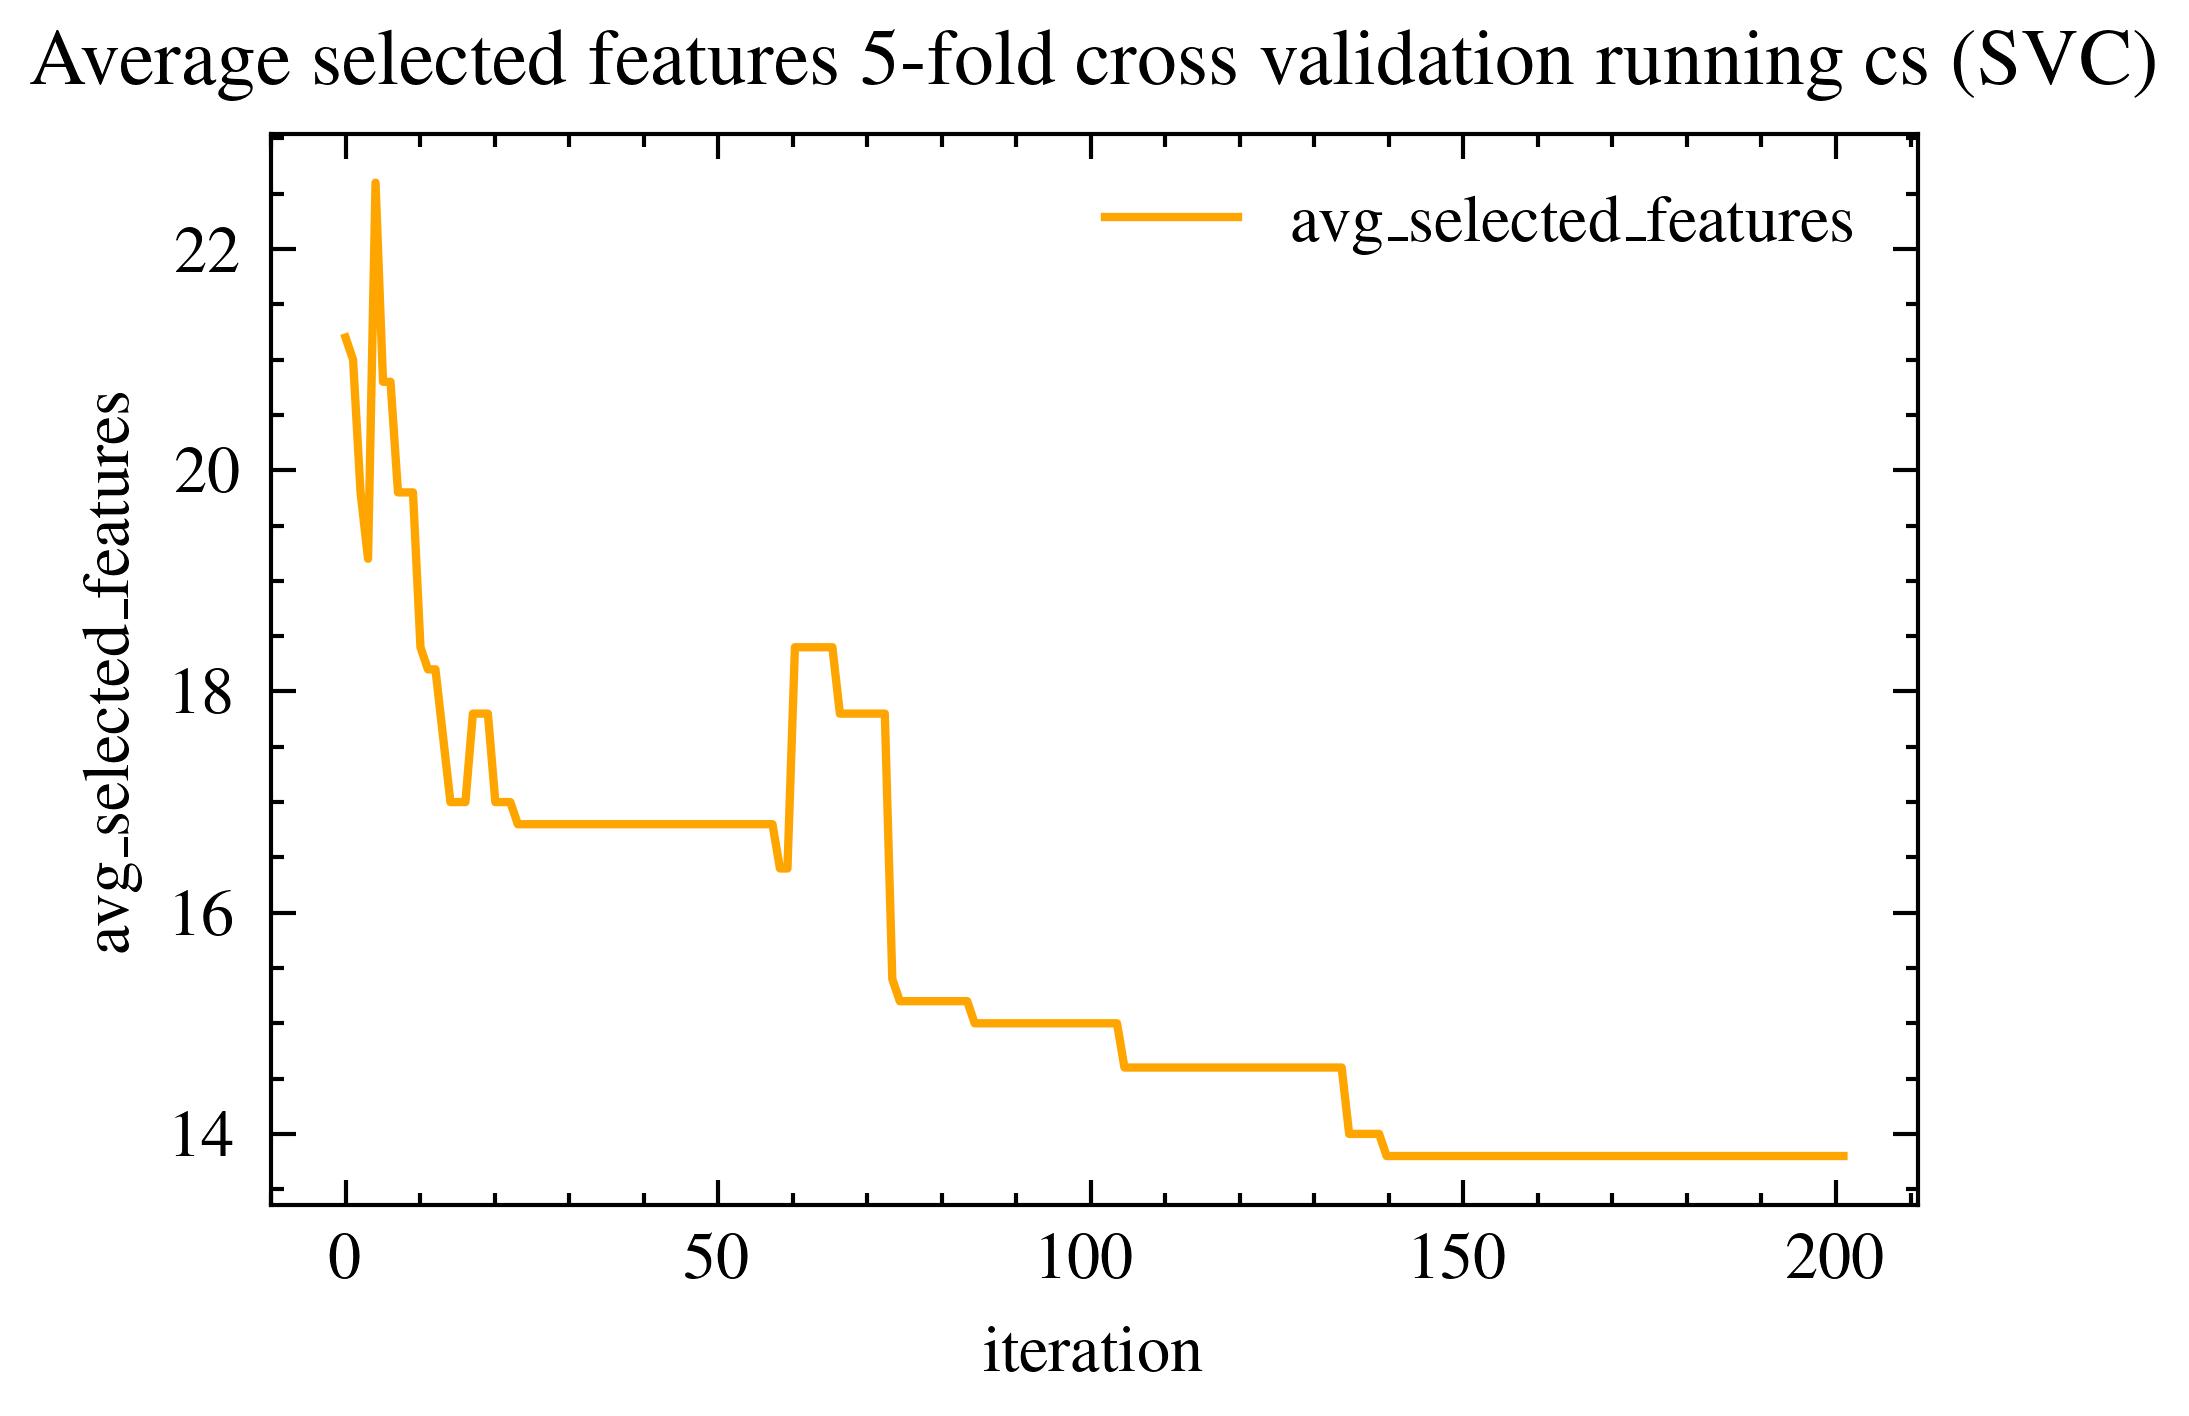 Average selected features 5-fold cross validation running cs (SVC)
avg_selected_features
22
20
18
16
14
avg_selected_features
0 50 100 150 200
iteration